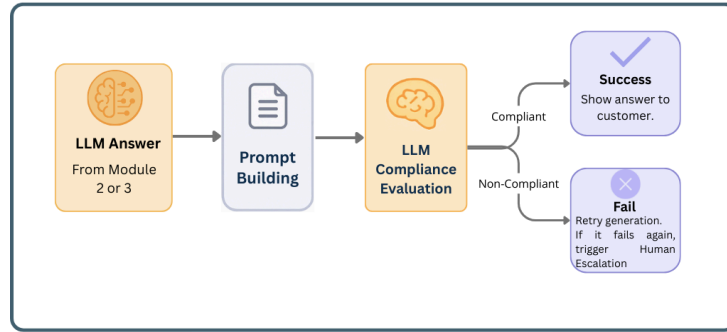 LLM Answer
From Module
2 or 3
Prompt
Building
LLM
Compliance
Evaluation
Compliant
Non-Compliant
Success
Show answer to
customer.
Fail
Retry generation.
If it fails again,
trigger Human
Escalation